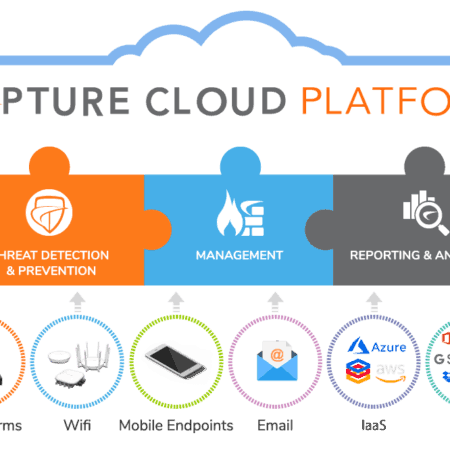 PTURE CLOUD PLATFO
HREAT DETECTION
& PREVENTION
MANAGEMENT
REPORTING & AN
@
Azure
aws
G S
rms
Wifi
Mobile Endpoints
Email
IaaS